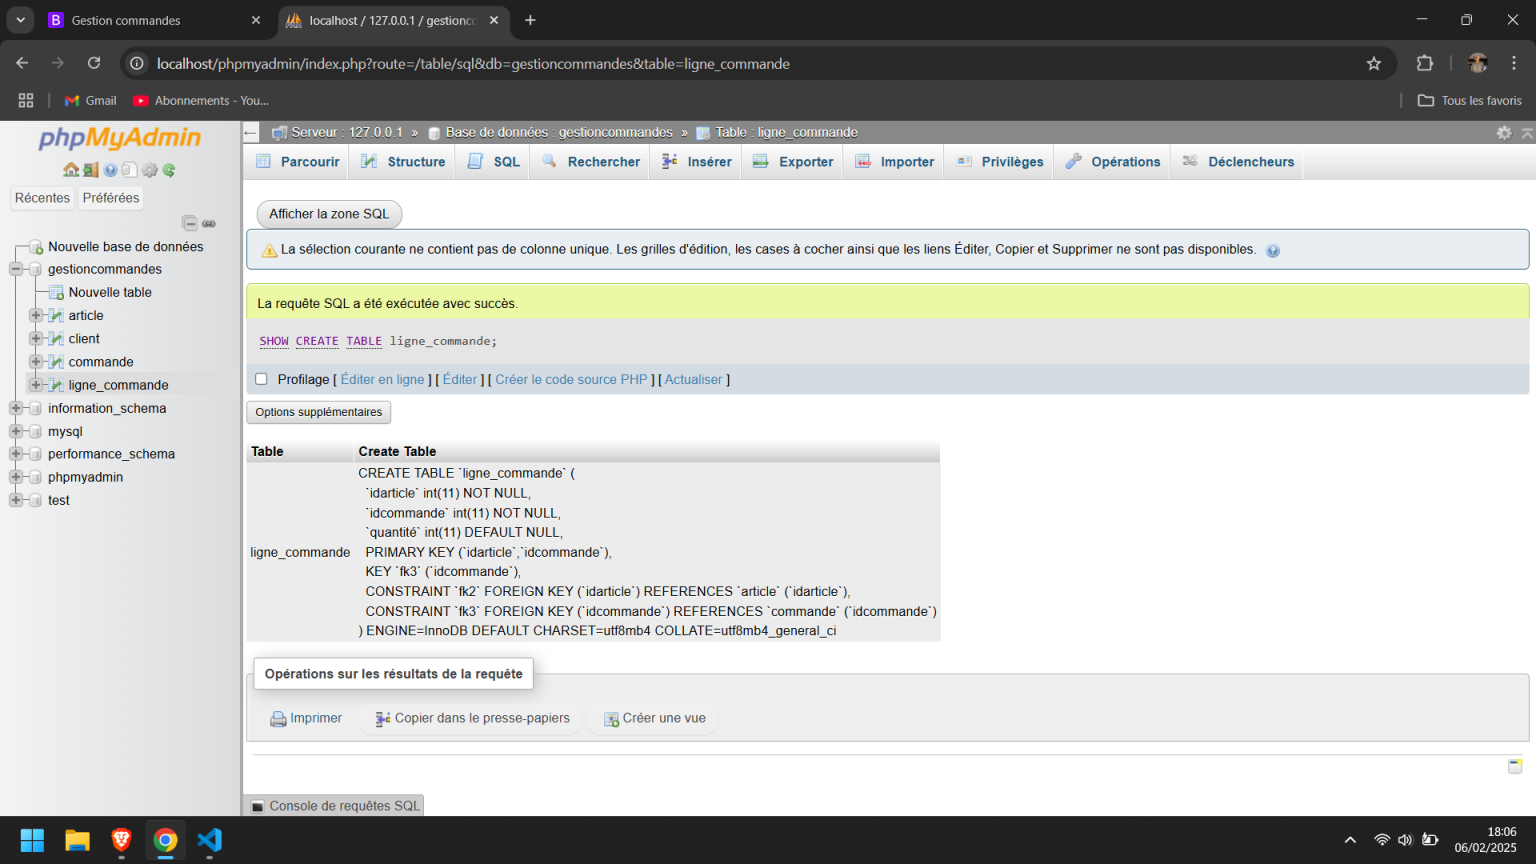 Gestion commandes
localhost / 127.0.0.1 / gestionco
localhost/phpmyadmin/index.php?route=/table/sql&db=gestioncommandes&table=ligne_commande
Gmail
Abonnements - You...
Tous les favoris
phpMyAdmin
Récentes
Préférées
Nouvelle base de données
gestioncommandes
Nouvelle table
article
client
commande
ligne_commande
information_schema
mysql
performance_schema
phpmyadmin
test
Serveur : 127.0.0.1 » Base de données : gestioncommandes » Table : ligne_commande
Parcourir Structure SQL Rechercher Insérer Exporter Importer Privilèges Opérations Déclencheurs
Afficher la zone SQL
La sélection courante ne contient pas de colonne unique. Les grilles d'édition, les cases à cocher ainsi que les liens Éditer, Copier et Supprimer ne sont pas disponibles.
La requête SQL a été exécutée avec succès.
SHOW CREATE TABLE ligne_commande;
Profilage [ Éditer en ligne ] [ Éditer ] [ Créer le code source PHP ] [ Actualiser ]
Options supplémentaires
Table Create Table
ligne_commande
CREATE TABLE `ligne_commande` (
`idarticle` int(11) NOT NULL,
`idcommande` int(11) NOT NULL,
`quantité` int(11) DEFAULT NULL,
PRIMARY KEY (`idarticle`,`idcommande`),
KEY `fk3` (`idcommande`),
CONSTRAINT `fk2` FOREIGN KEY (`idarticle`) REFERENCES `article` (`idarticle`),
CONSTRAINT `fk3` FOREIGN KEY (`idcommande`) REFERENCES `commande` (`idcommande`)
) ENGINE=InnoDB DEFAULT CHARSET=utf8mb4 COLLATE=utf8mb4_general_ci
Opérations sur les résultats de la requête
Imprimer Copier dans le presse-papiers Créer une vue
Console de requêtes SQL
18:06
06/02/2025